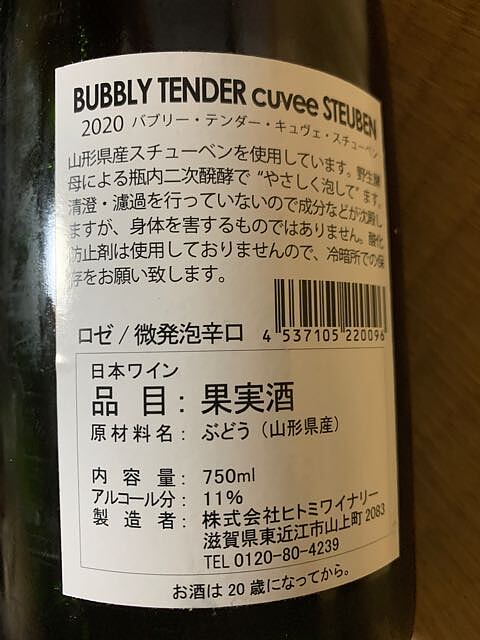 BUBBLY TENDER cuvee STEUBEN
2020 バブリー・テンダー・キュヴェ・スチューベン
山形県産スチューベンを使用しています。野生酵
母による瓶内二次醗酵で“やさしく泡して”ます。
清澄・濾過を行っていないので成分などが沈殿し
ますが、身体を害するものではありません。酸化
防止剤は使用しておりませんので、冷暗所での保
存をお願い致します。
ロゼ/微発泡辛口
4 537105 220096
日本ワイン
品 目: 果実酒
原材料名: ぶどう（山形県産）
内 容 量: 750ml
アルコール分: 11%
製 造 者: 株式会社ヒトミワイナリー
滋賀県東近江市山上町2083
TEL 0120-80-4239
お酒は20歳になってから。